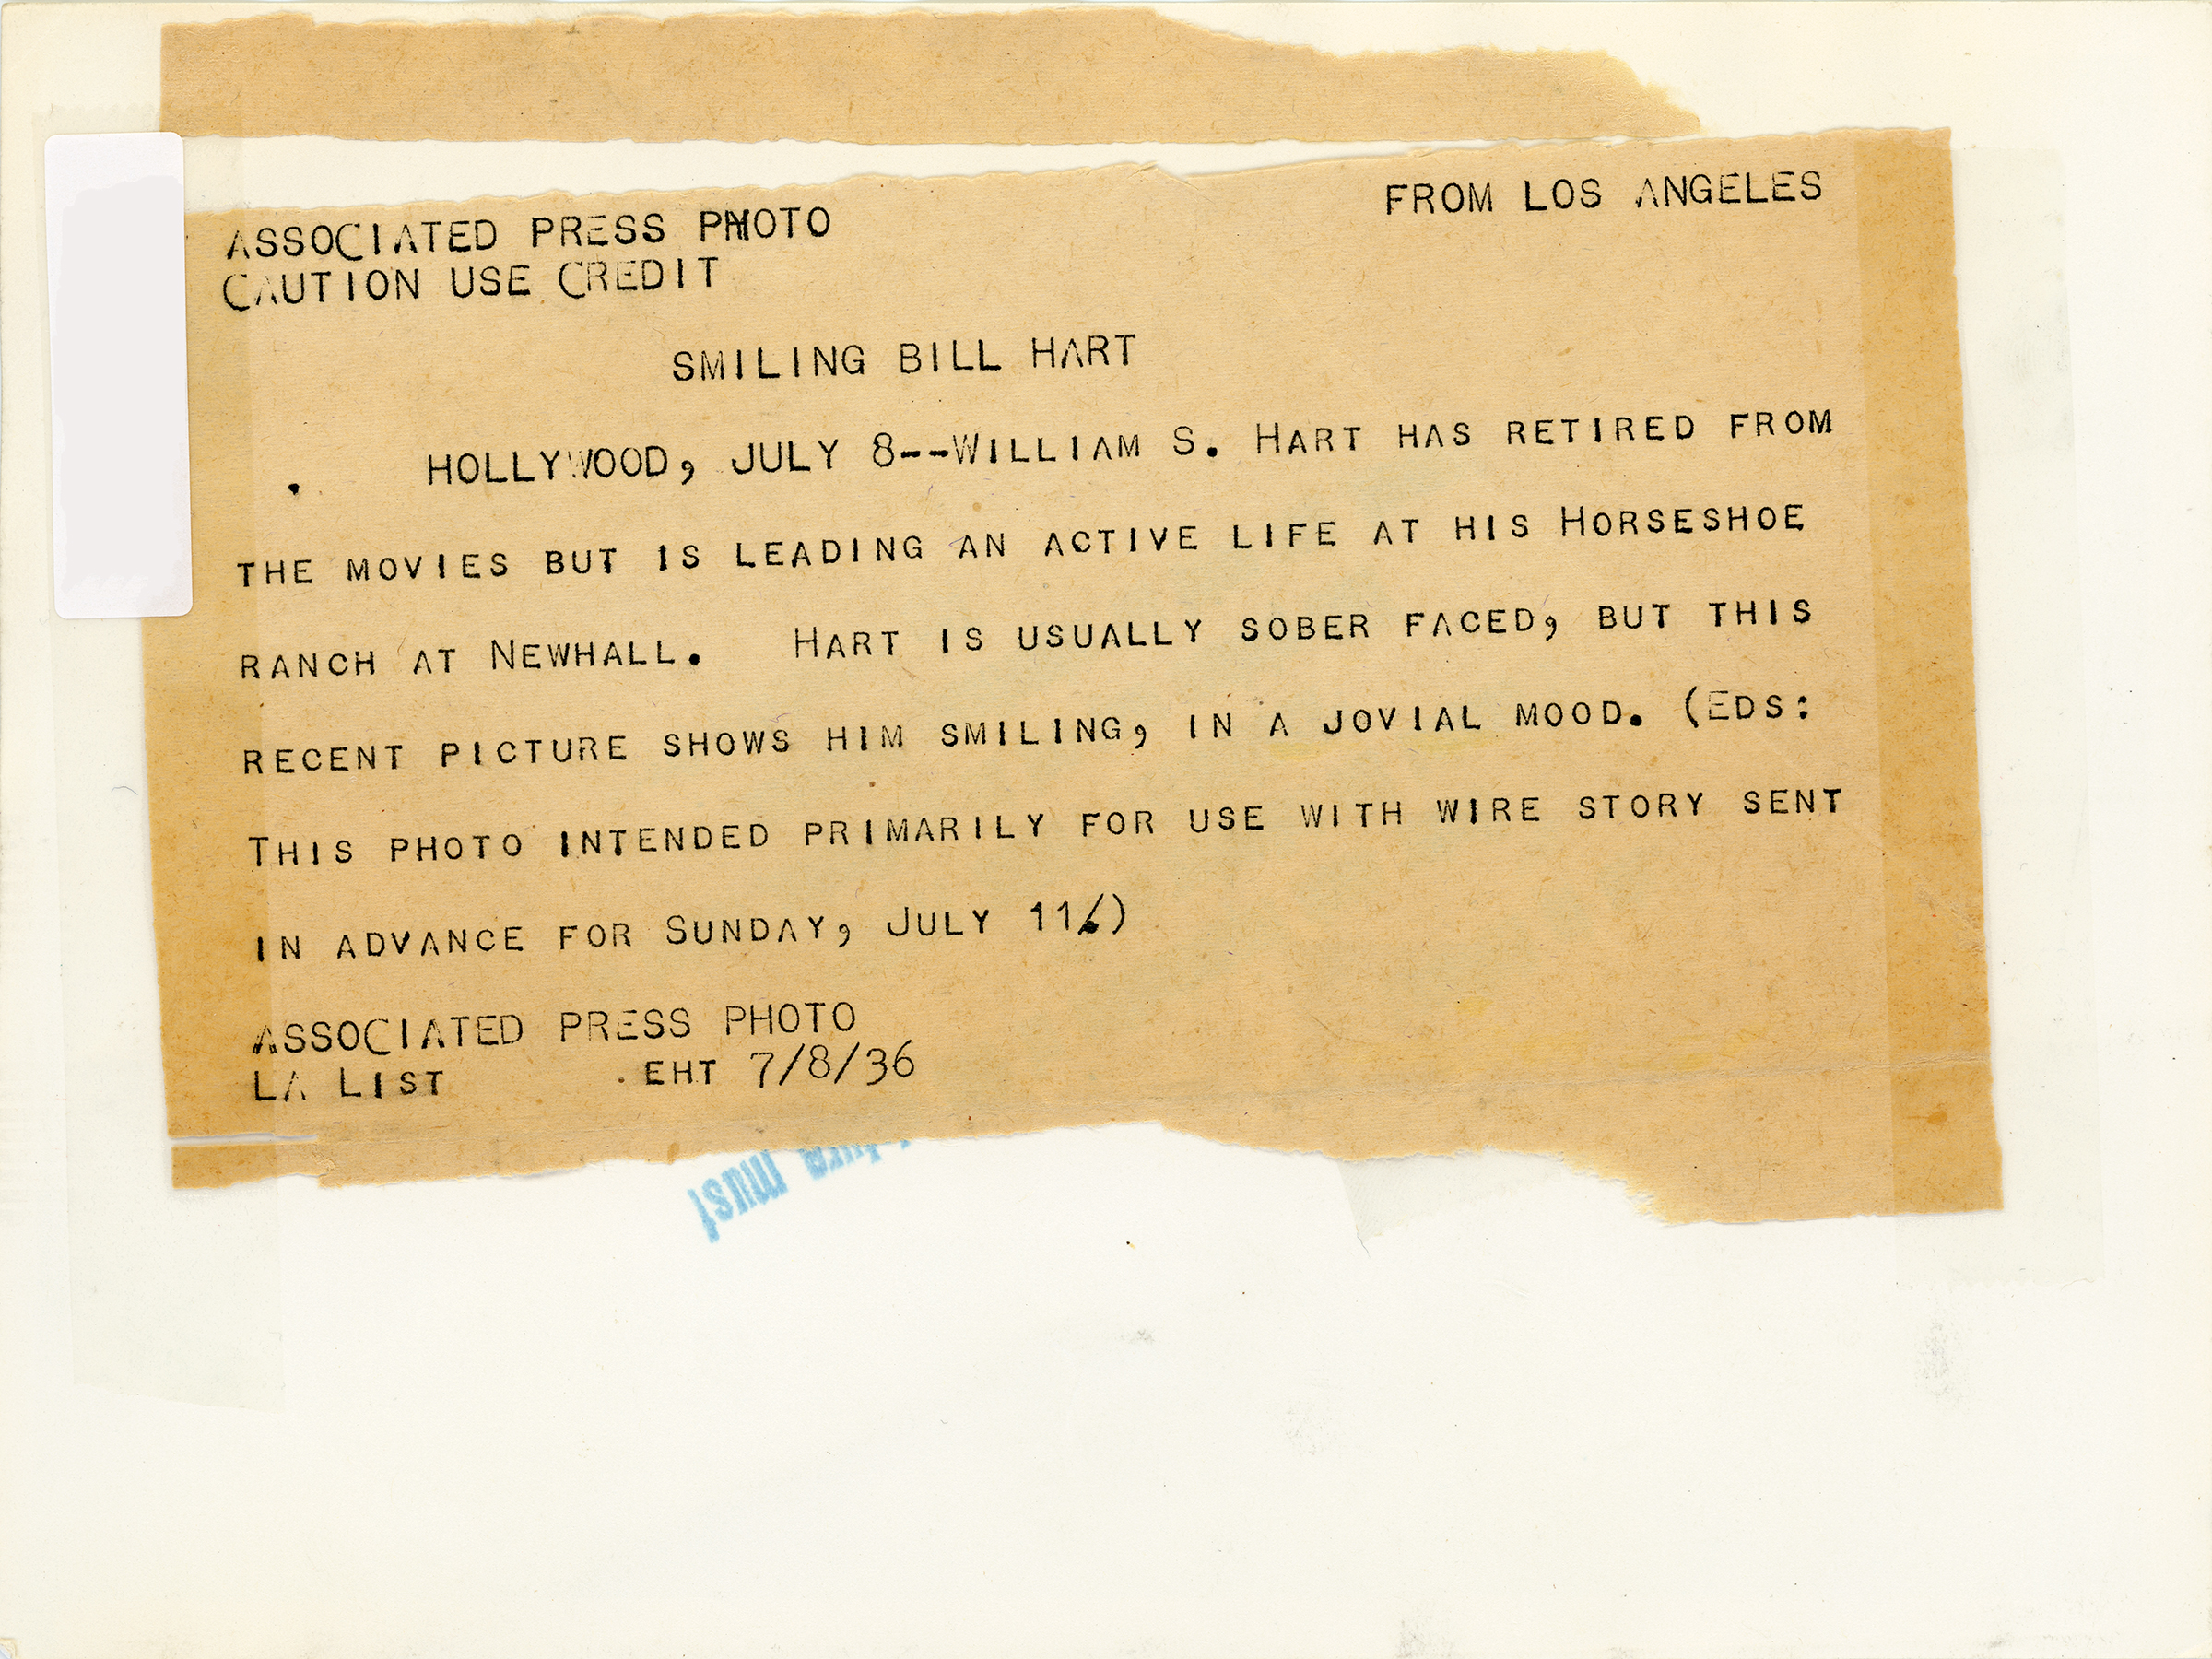 FROM LOS ANGELES
ASSOCIATED PRESS PHOTO
CAUTION USE CREDIT
SMILING BILL HART
HOLLYWOOD, JULY 8--WILLIAM S. HART HAS RETIRED FROM
THE MOVIES BUT IS LEADING AN ACTIVE LIFE AT HIS HORSESHOE
RANCH AT NEWHALL. HART IS USUALLY SOBER FACED, BUT THIS
RECENT PICTURE SHOWS HIM SMILING, IN A JOVIAL MOOD. (EDS:
THIS PHOTO INTENDED PRIMARILY FOR USE WITH WIRE STORY SENT
IN ADVANCE FOR SUNDAY, JULY 11.)
ASSOCIATED PRESS PHOTO
LA LIST EHT 7/8/36
must